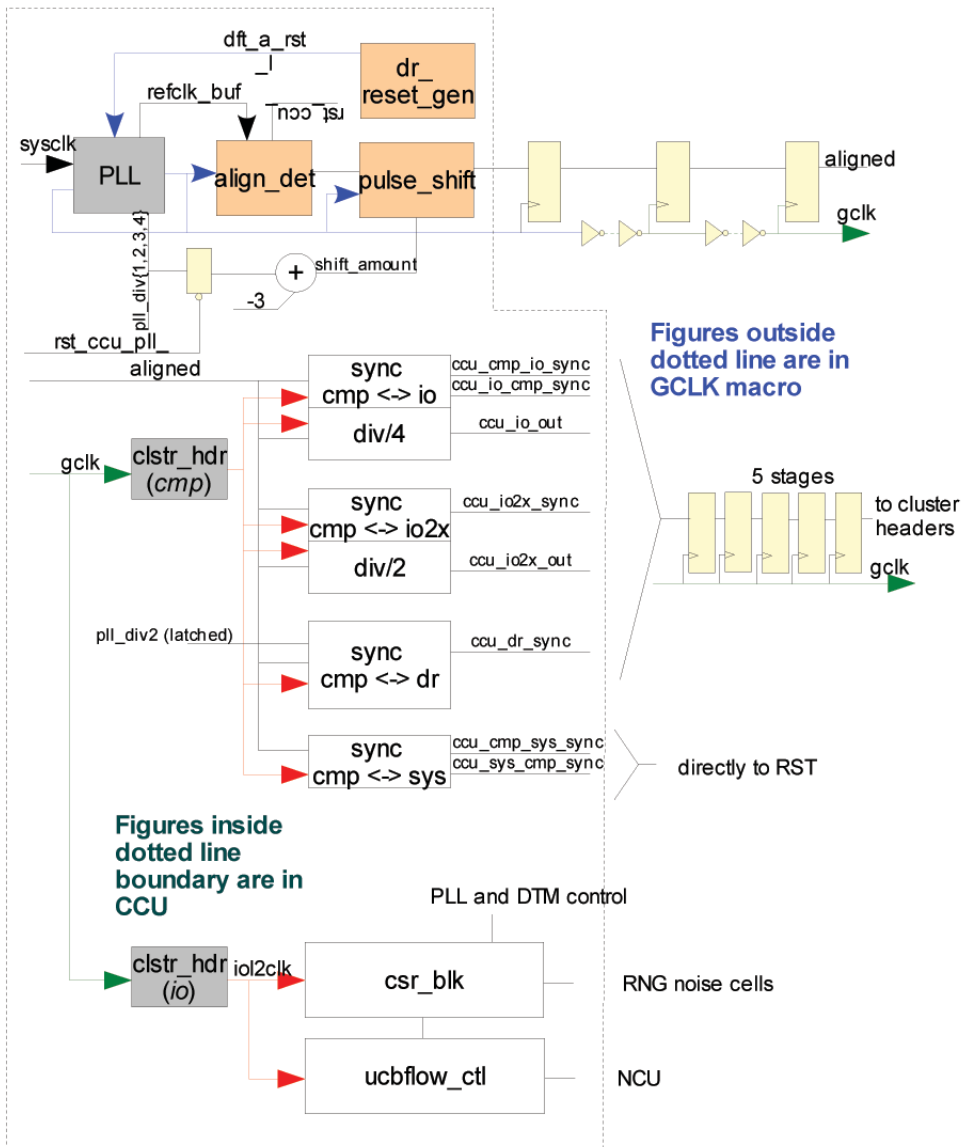 dft_a_rst
_l
dr_
reset_gen
refclk_buf
rst_ccu_
sysclk
PLL
align_det
pulse_shift
aligned
gclk
pll_div{1,2,3,4}
+
shift_amount
-3
rst_ccu_pll_
aligned
sync
cmp <-> io
ccu_cmp_io_sync
ccu_io_cmp_sync
div/4
ccu_io_out
Figures outside
dotted line are in
GCLK macro
gclk
clstr_hdr
(cmp)
sync
cmp <-> io2x
ccu_io2x_sync
div/2
ccu_io2x_out
5 stages
to cluster
headers
gclk
pll_div2 (latched)
sync
cmp <-> dr
ccu_dr_sync
sync
cmp <-> sys
ccu_cmp_sys_sync
ccu_sys_cmp_sync
directly to RST
Figures inside
dotted line
boundary are in
CCU
PLL and DTM control
clstr_hdr
(io)
iol2clk
csr_blk
RNG noise cells
ucbflow_ctl
NCU